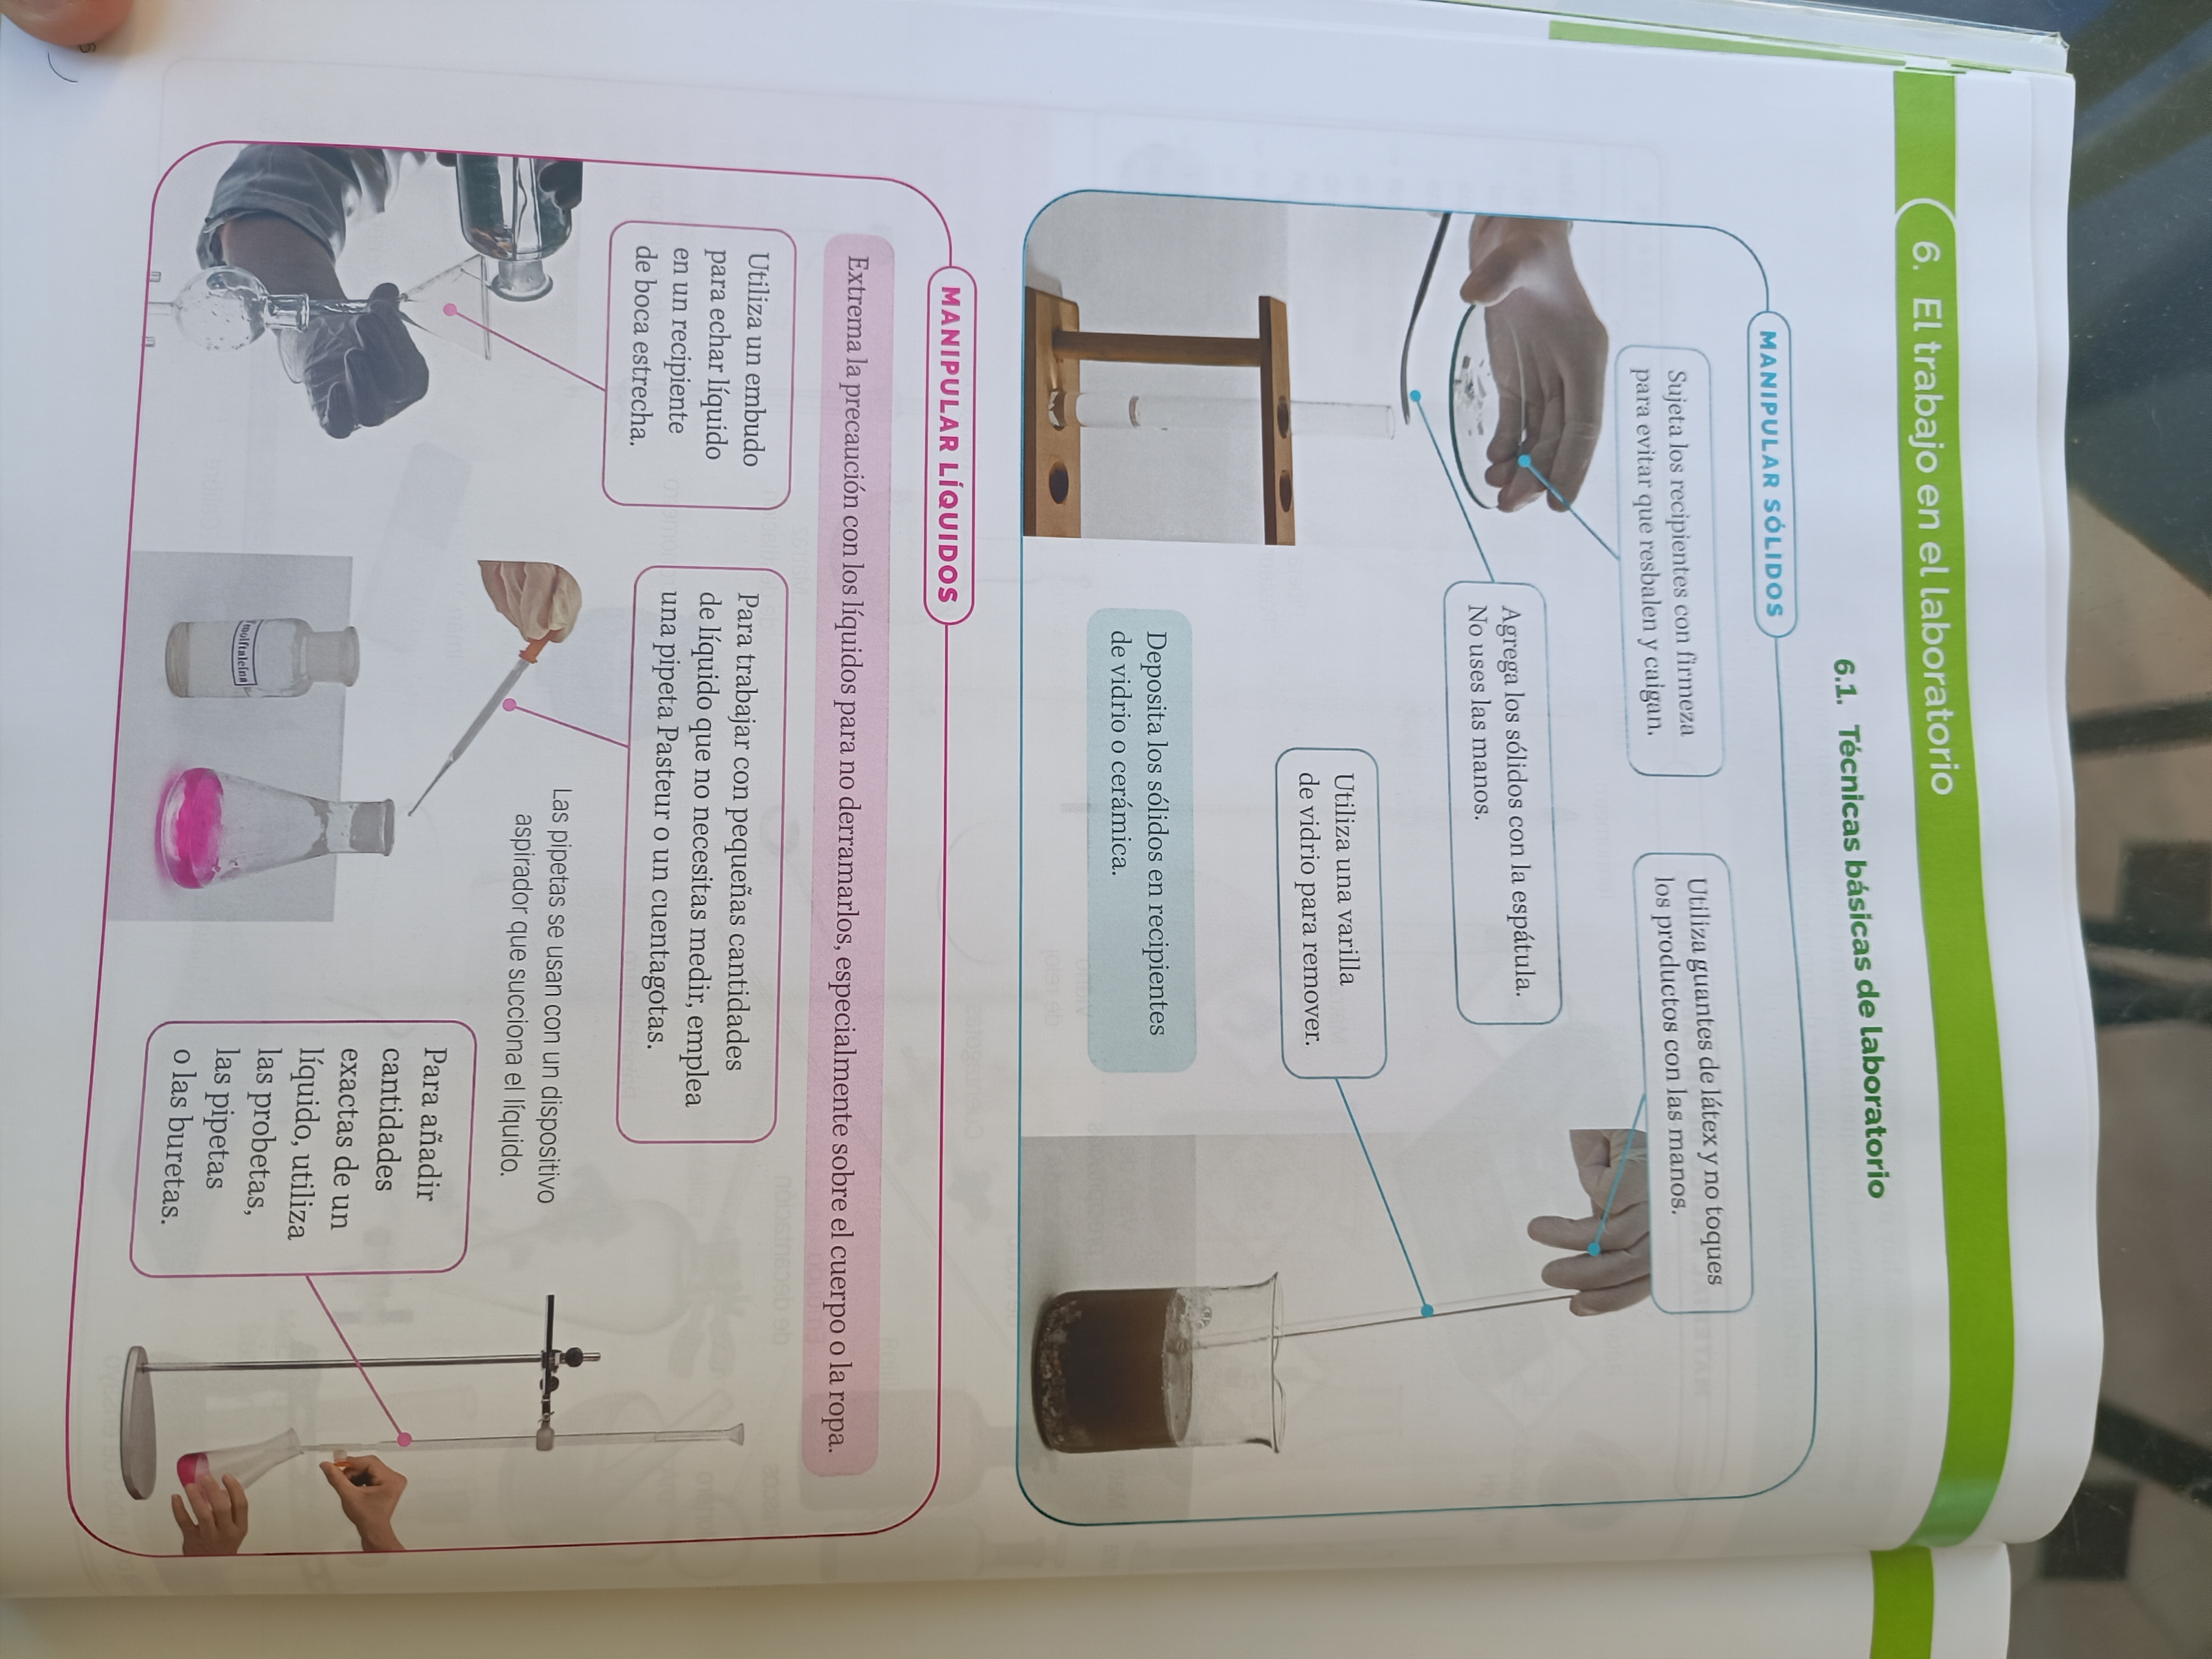 6. El trabajo en el laboratorio
6.1. Técnicas básicas de laboratorio
MANIPULAR SÓLIDOS
Sujeta los recipientes con firmeza
para evitar que resbalen y caigan.
Utiliza guantes de látex y no toques
los productos con las manos.
Agrega los sólidos con la espátula.
No uses las manos.
Utiliza una varilla
de vidrio para remover.
Deposita los sólidos en recipientes
de vidrio o cerámica.
MANIPULAR LÍQUIDOS
Extrema la precaución con los líquidos para no derramarlos, especialmente sobre el cuerpo o la ropa.
Utiliza un embudo
para echar líquido
en un recipiente
de boca estrecha.
Para trabajar con pequeñas cantidades
de líquido que no necesitas medir, emplea
una pipeta Pasteur o un cuentagotas.
Las pipetas se usan con un dispositivo
aspirador que succiona el líquido.
Para añadir
cantidades
exactas de un
líquido, utiliza
las probetas,
las pipetas
o las buretas.